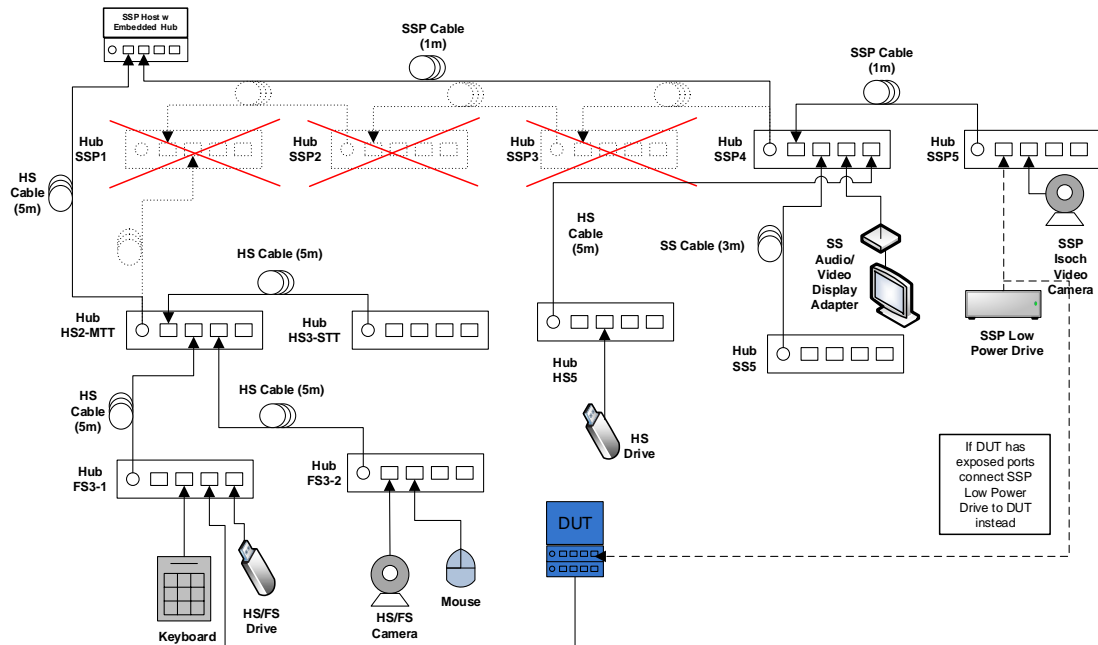 SSP Host w
Embedded Hub
SSP Cable
(1m)
SSP Cable
(1m)
Hub
SSP1
Hub
SSP2
Hub
SSP3
Hub
SSP4
Hub
SSP5
HS
Cable
(5m)
HS
Cable
(5m)
SS Cable (3m)
SS
Audio/
Video
Display
Adapter
SSP
Isoch
Video
Camera
HS Cable (5m)
Hub
HS2-MTT
Hub
HS3-STT
Hub
HS5
Hub
SS5
SSP Low
Power Drive
HS
Cable
(5m)
HS Cable (5m)
HS
Drive
If DUT has
exposed ports
connect SSP
Low Power
Drive to DUT
instead
Hub
FS3-1
Hub
FS3-2
DUT
Keyboard
HS/FS
Drive
HS/FS
Camera
Mouse